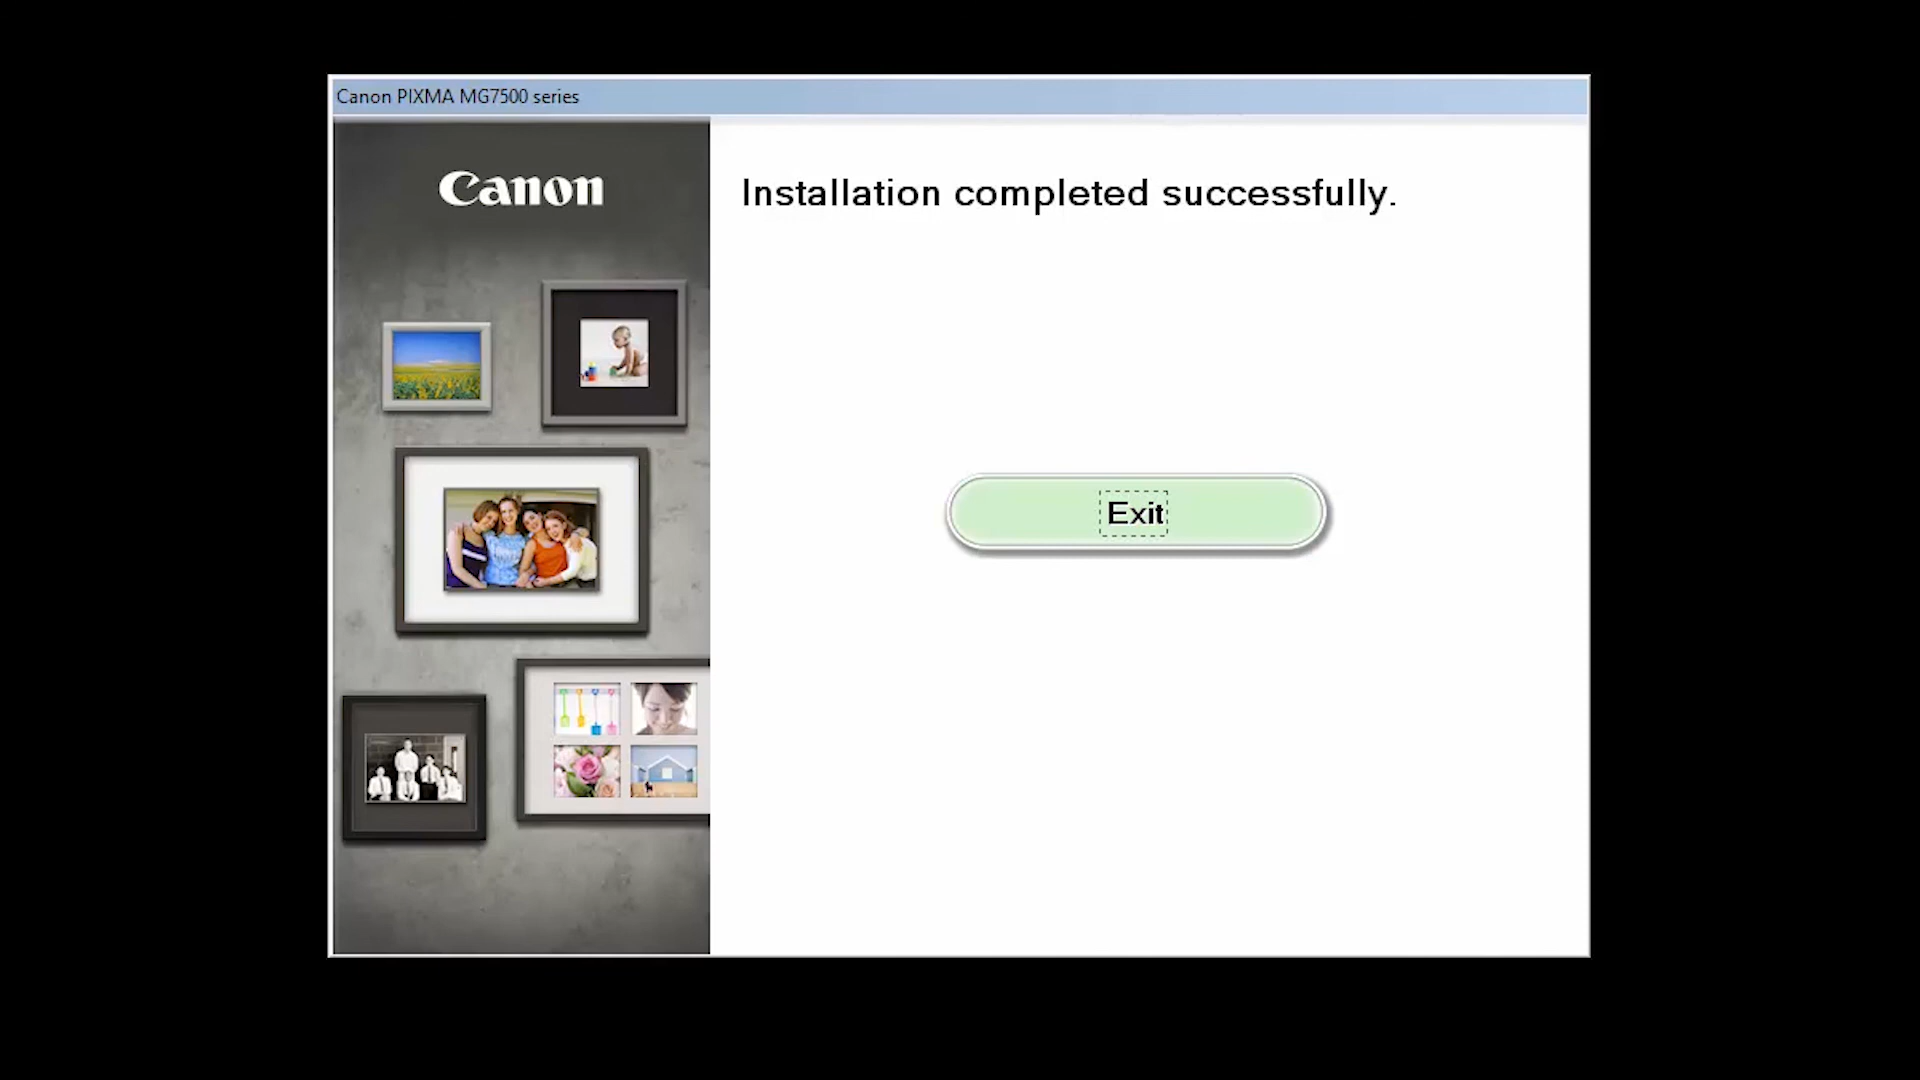 Canon PIXMA MG7500 series
Canon
Installation completed successfully.
Exit